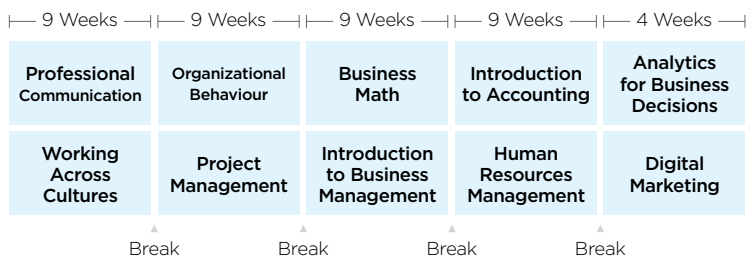 9 Weeks 9 Weeks 9 Weeks 9 Weeks 4 Weeks
Professional
Communication
Organizational
Behaviour
Business
Math
Introduction
to Accounting
Analytics
for Business
Decisions
Working
Across
Cultures
Project
Management
Introduction
to Business
Management
Human
Resources
Management
Digital
Marketing
Break Break Break Break